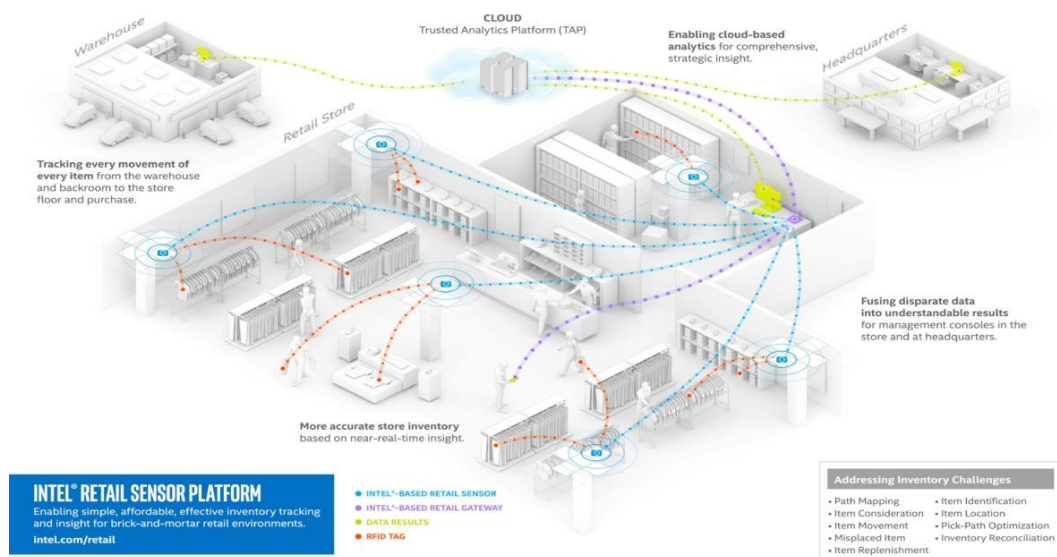 CLOUD
Trusted Analytics Platform (TAP)
Warehouse
Enabling cloud-based
analytics for comprehensive,
strategic insight.
Headquarters
Retail Store
Tracking every movement of
every item from the warehouse
and backroom to the store
floor and purchase.
Fusing disparate data
into understandable results
for management consoles in the
store and at headquarters.
More accurate store inventory
based on near-real-time insight.
INTEL® RETAIL SENSOR PLATFORM
Enabling simple, affordable, effective inventory tracking
and insight for brick-and-mortar retail environments.
intel.com/retail
• INTEL®-BASED RETAIL SENSOR
• INTEL®-BASED RETAIL GATEWAY
• DATA RESULTS
• RFID TAG
Addressing Inventory Challenges
• Path Mapping
• Item Consideration
• Item Movement
• Misplaced Item
• Item Replenishment
• Item Identification
• Item Location
• Pick-Path Optimization
• Inventory Reconciliation